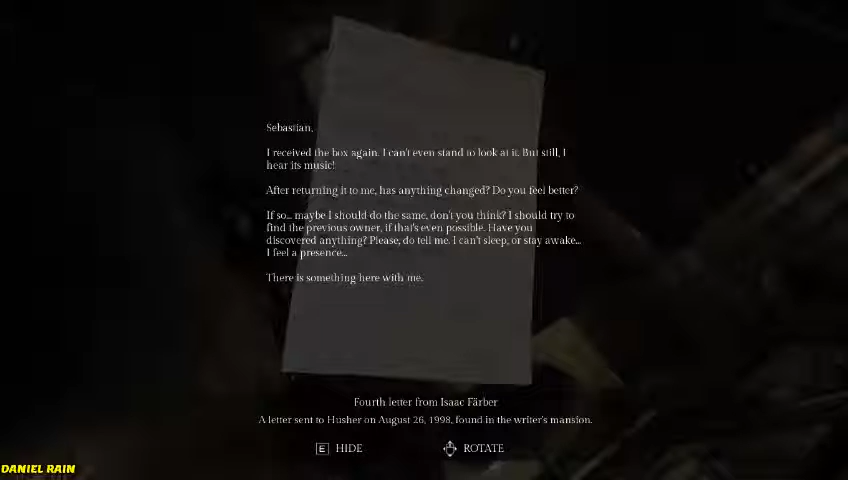 Sebastian,
I received the box again. I can't even stand to look at it. But still, I
hear its music!
After returning it to me, has anything changed? Do you feel better?
If so... maybe I should do the same, don't you think? I should try to
find the previous owner, if that's even possible. Have you
discovered anything? Please, do tell me. I can't sleep, or stay awake...
I feel a presence...
There is something here with me.
Fourth letter from Isaac Färber
A letter sent to Husher on August 26, 1998, found in the writer's mansion.
E HIDE
ROTATE
DANIEL RAIN